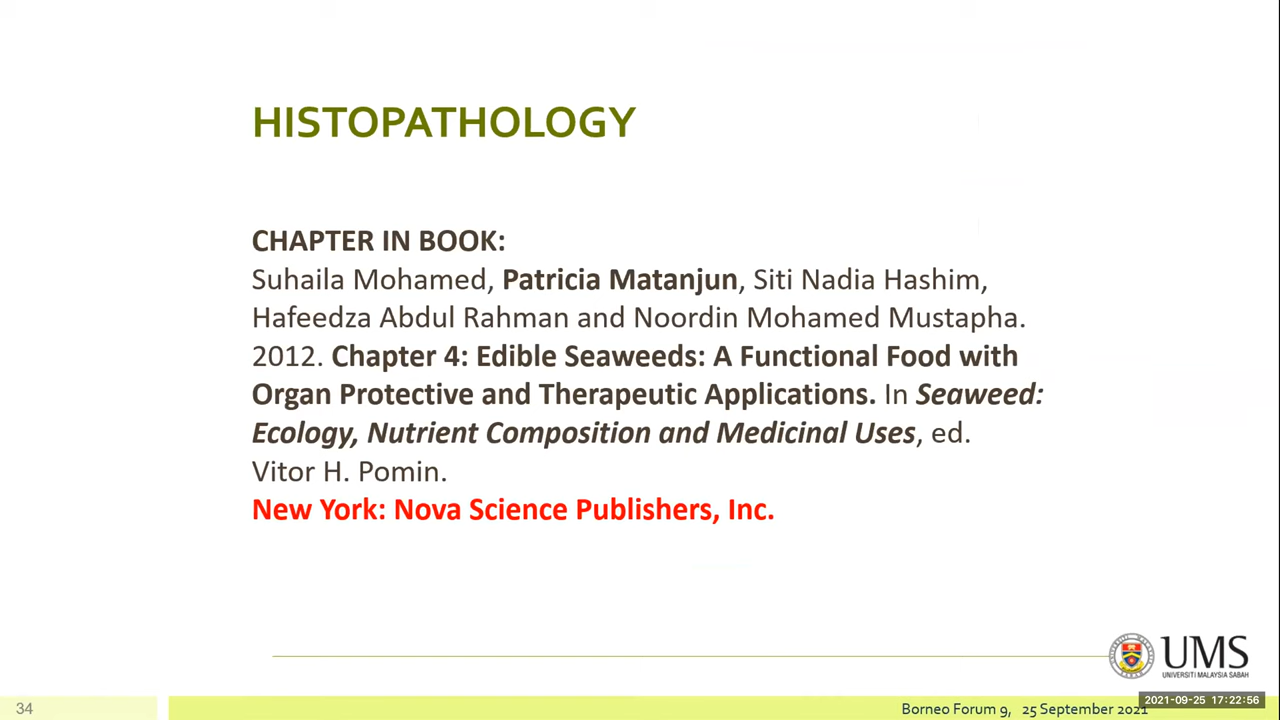 HISTOPATHOLOGY
CHAPTER IN BOOK:
Suhaila Mohamed, Patricia Matanjun, Siti Nadia Hashim,
Hafeedza Abdul Rahman and Noordin Mohamed Mustapha.
2012. Chapter 4: Edible Seaweeds: A Functional Food with
Organ Protective and Therapeutic Applications. In Seaweed:
Ecology, Nutrient Composition and Medicinal Uses, ed.
Vitor H. Pomin.
New York: Nova Science Publishers, Inc.
UMS
UNIVERSITI MALAYSIA SABAH
34
Borneo Forum 9, 25 September 2021
2021-09-25 17:22:56